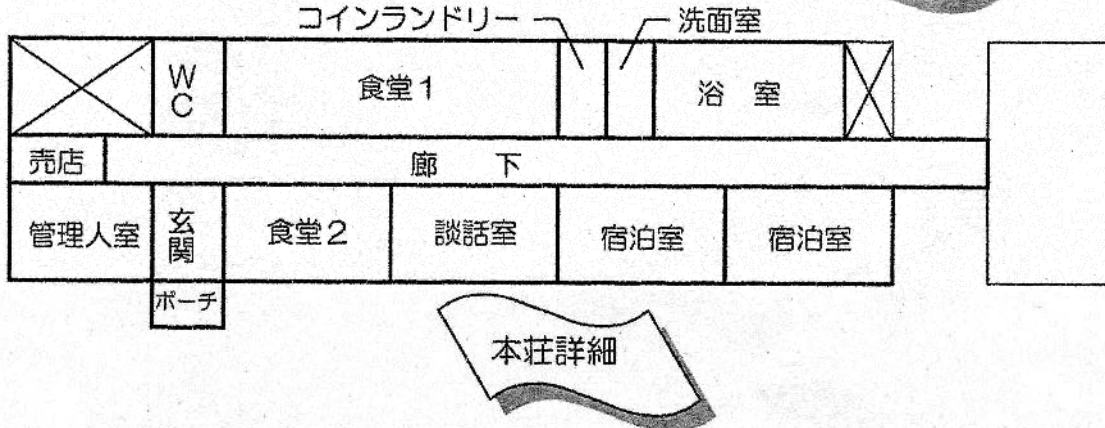 コインランドリー
洗面室
WC
食堂1
浴 室
売店
廊 下
管理人室
玄関
食堂2
談話室
宿泊室
宿泊室
ポーチ
本荘詳細